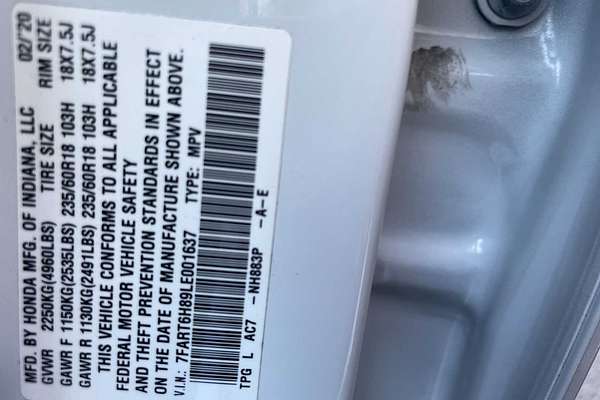 MFD. BY HONDA MFG. OF INDIANA, LLC 02/'20
GVWR 2250KG(4960LBS) TIRE SIZE RIM SIZE
GAWR F 1150KG(2535LBS) 235/60R18 103H 18X7.5J
GAWR R 1130KG(2491LBS) 235/60R18 103H 18X7.5J
THIS VEHICLE CONFORMS TO ALL APPLICABLE
FEDERAL MOTOR VEHICLE SAFETY
AND THEFT PREVENTION STANDARDS IN EFFECT
ON THE DATE OF MANUFACTURE SHOWN ABOVE.
V.I.N.: 7FART6H89LE001637 TYPE: MPV
TPG L AG7 -NH883P -A-E